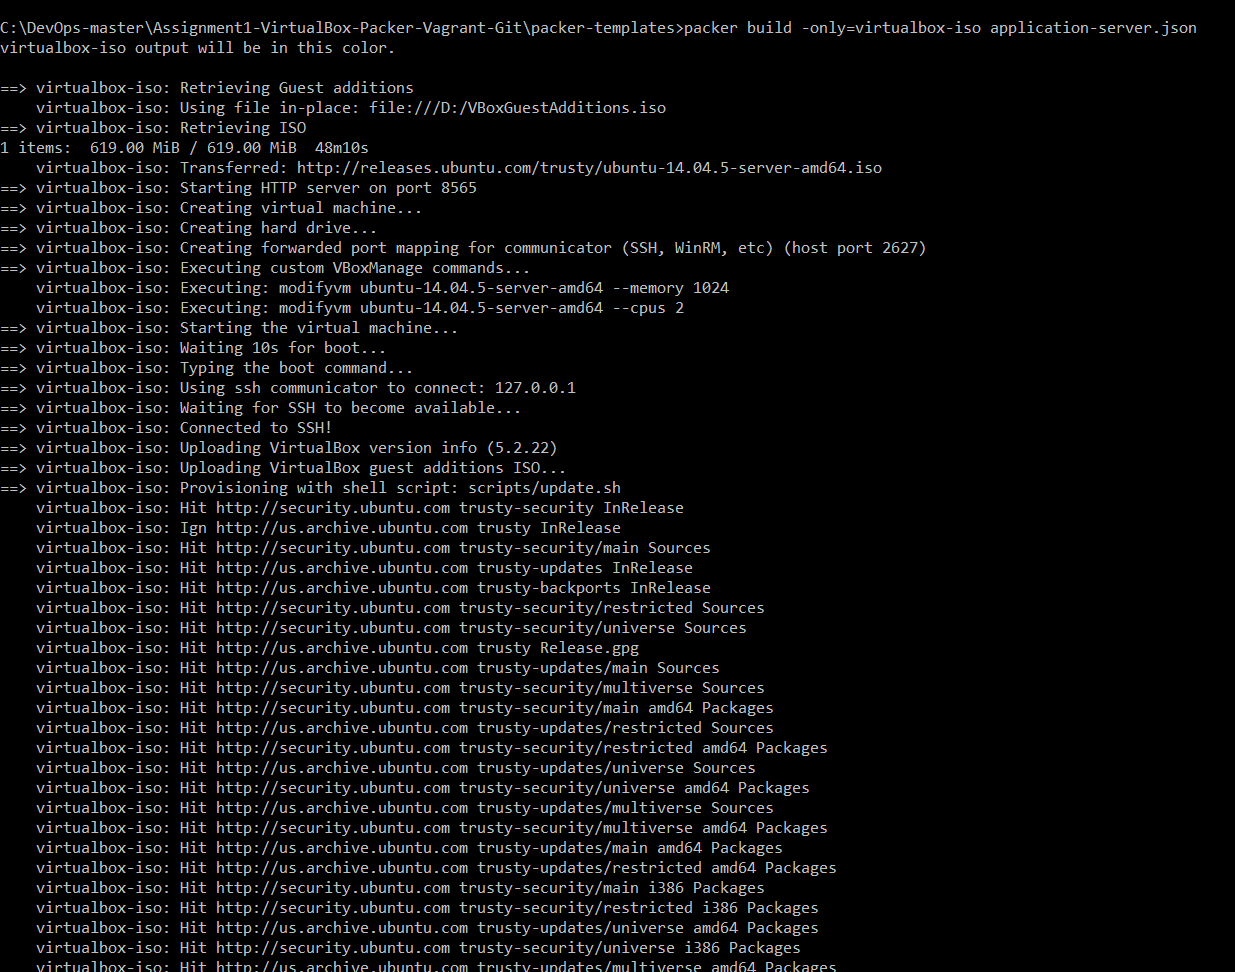 C:\DevOps-master\Assignment1-VirtualBox-Packer-Vagrant-Git\packer-templates>packer build -only=virtualbox-iso application-server.json
virtualbox-iso output will be in this color.
==> virtualbox-iso: Retrieving Guest additions
    virtualbox-iso: Using file in-place: file:///D:/VBoxGuestAdditions.iso
==> virtualbox-iso: Retrieving ISO
1 items:  619.00 MiB / 619.00 MiB  48m10s
    virtualbox-iso: Transferred: http://releases.ubuntu.com/trusty/ubuntu-14.04.5-server-amd64.iso
==> virtualbox-iso: Starting HTTP server on port 8565
==> virtualbox-iso: Creating virtual machine...
==> virtualbox-iso: Creating hard drive...
==> virtualbox-iso: Creating forwarded port mapping for communicator (SSH, WinRM, etc) (host port 2627)
==> virtualbox-iso: Executing custom VBoxManage commands...
    virtualbox-iso: Executing: modifyvm ubuntu-14.04.5-server-amd64 --memory 1024
    virtualbox-iso: Executing: modifyvm ubuntu-14.04.5-server-amd64 --cpus 2
==> virtualbox-iso: Starting the virtual machine...
==> virtualbox-iso: Waiting 10s for boot...
==> virtualbox-iso: Typing the boot command...
==> virtualbox-iso: Using ssh communicator to connect: 127.0.0.1
==> virtualbox-iso: Waiting for SSH to become available...
==> virtualbox-iso: Connected to SSH!
==> virtualbox-iso: Uploading VirtualBox version info (5.2.22)
==> virtualbox-iso: Uploading VirtualBox guest additions ISO...
==> virtualbox-iso: Provisioning with shell script: scripts/update.sh
    virtualbox-iso: Hit http://security.ubuntu.com trusty-security InRelease
    virtualbox-iso: Ign http://us.archive.ubuntu.com trusty InRelease
    virtualbox-iso: Hit http://security.ubuntu.com trusty-security/main Sources
    virtualbox-iso: Hit http://us.archive.ubuntu.com trusty-updates InRelease
    virtualbox-iso: Hit http://us.archive.ubuntu.com trusty-backports InRelease
    virtualbox-iso: Hit http://security.ubuntu.com trusty-security/restricted Sources
    virtualbox-iso: Hit http://security.ubuntu.com trusty-security/universe Sources
    virtualbox-iso: Hit http://us.archive.ubuntu.com trusty Release.gpg
    virtualbox-iso: Hit http://us.archive.ubuntu.com trusty-updates/main Sources
    virtualbox-iso: Hit http://security.ubuntu.com trusty-security/multiverse Sources
    virtualbox-iso: Hit http://security.ubuntu.com trusty-security/main amd64 Packages
    virtualbox-iso: Hit http://us.archive.ubuntu.com trusty-updates/restricted Sources
    virtualbox-iso: Hit http://security.ubuntu.com trusty-security/restricted amd64 Packages
    virtualbox-iso: Hit http://us.archive.ubuntu.com trusty-updates/universe Sources
    virtualbox-iso: Hit http://security.ubuntu.com trusty-security/universe amd64 Packages
    virtualbox-iso: Hit http://us.archive.ubuntu.com trusty-updates/multiverse Sources
    virtualbox-iso: Hit http://security.ubuntu.com trusty-security/multiverse amd64 Packages
    virtualbox-iso: Hit http://us.archive.ubuntu.com trusty-updates/main amd64 Packages
    virtualbox-iso: Hit http://us.archive.ubuntu.com trusty-updates/restricted amd64 Packages
    virtualbox-iso: Hit http://security.ubuntu.com trusty-security/main i386 Packages
    virtualbox-iso: Hit http://security.ubuntu.com trusty-security/restricted i386 Packages
    virtualbox-iso: Hit http://us.archive.ubuntu.com trusty-updates/universe amd64 Packages
    virtualbox-iso: Hit http://security.ubuntu.com trusty-security/universe i386 Packages
    virtualbox-iso: Hit http://us.archive.ubuntu.com trusty-updates/multiverse amd64 Packages